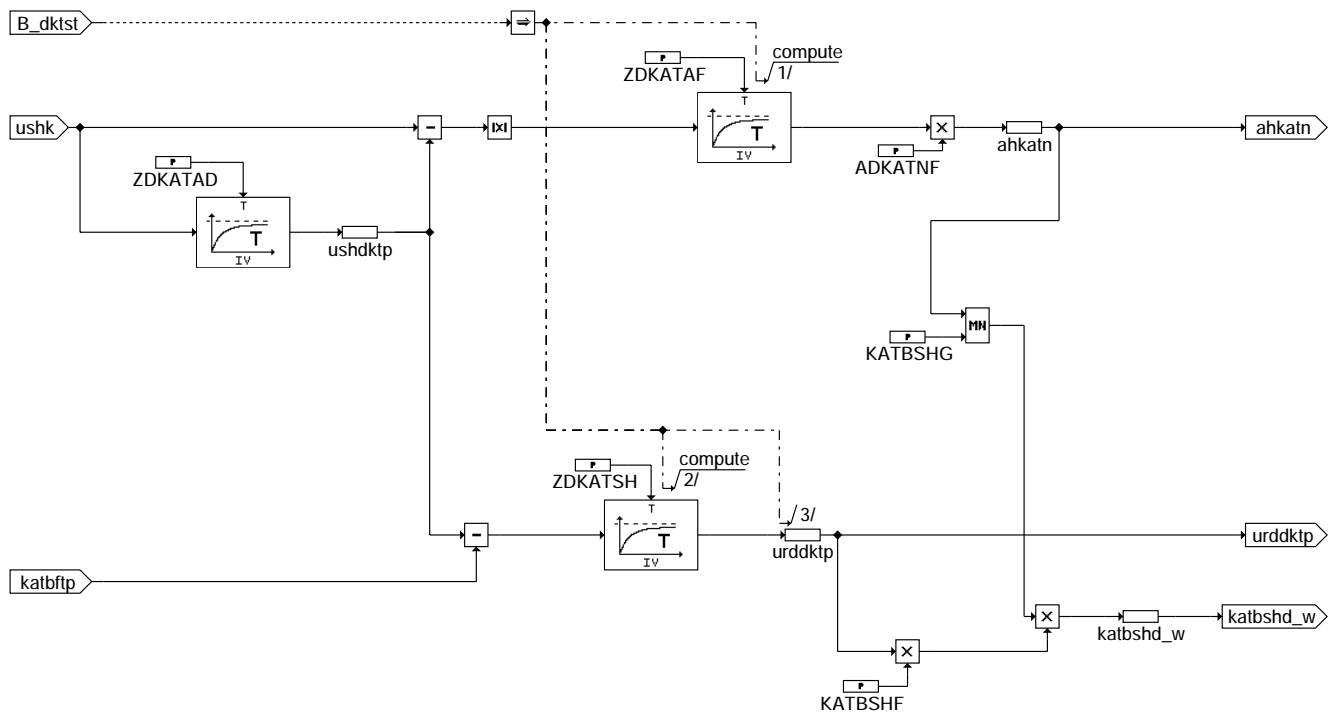 B_dktst
⇒
compute
1/
ZDKATAF
P
T
T
IV
ushk
-
|X|
X
ahkatn
ahkatn
P
ADKATNF
P
ZDKATAD
T
T
IV
ushdktp
MN
P
KATBSHG
compute
2/
P
ZDKATSH
T
T
IV
/3/
urddktp
-
urddktp
katbftp
X
katbshd_w
katbshd_w
X
P
KATBSHF